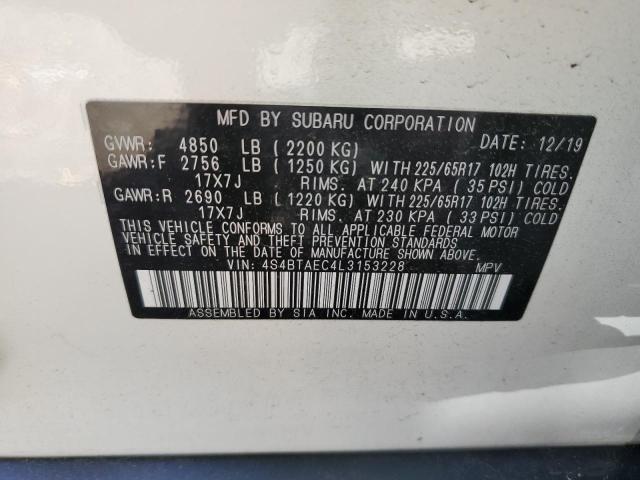 MFD BY SUBARU CORPORATION
DATE: 12/19
GVWR: 4850 LB (2200 KG)
GAWR:F 2756 LB (1250 KG) WITH 225/65R17 102H TIRES.
17X7J RIMS. AT 240 KPA (35 PSI) COLD
GAWR:R 2690 LB (1220 KG) WITH 225/65R17 102H TIRES.
17X7J RIMS. AT 230 KPA (33 PSI) COLD
THIS VEHICLE CONFORMS TO ALL APPLICABLE FEDERAL MOTOR
VEHICLE SAFETY AND THEFT PREVENTION STANDARDS
IN EFFECT ON THE DATE OF MANUFACTURE SHOWN ABOVE.
VIN: 4S4BTAEC4L3153228 MPV
ASSEMBLED BY SIA INC. MADE IN U.S.A.